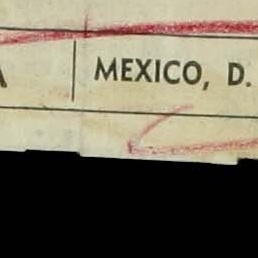 A MEXICO, D.